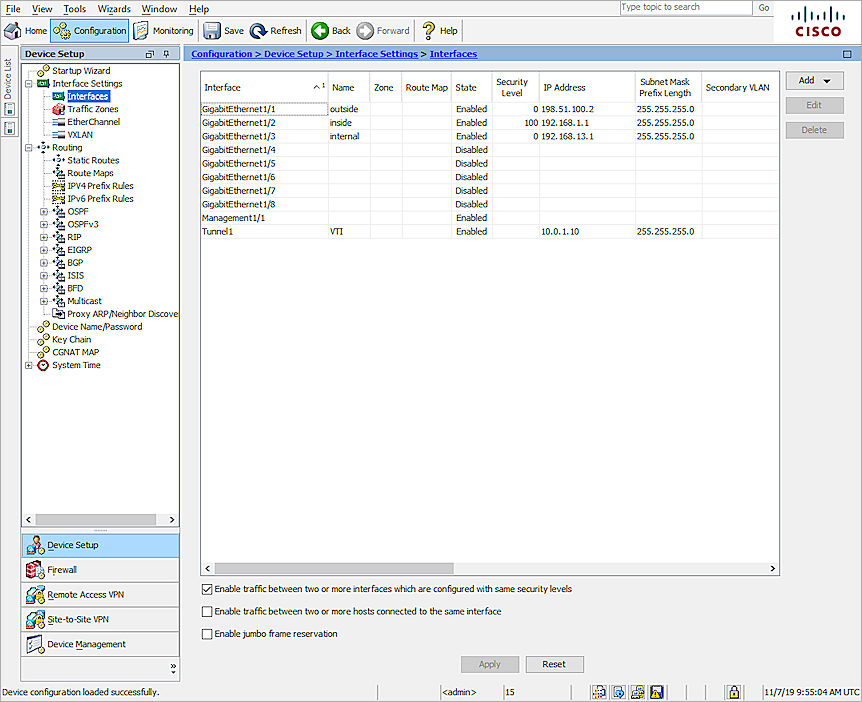 File View Tools Wizards Window Help
Type to search topic Go
Home Configuration Monitoring Save Refresh Back Forward Help
CISCO
Device List
Device Setup
Startup Wizard
Interface Settings
Interfaces
Traffic Zones
EtherChannel
VXLAN
Routing
Static Routes
Route Maps
IPV4 Prefix Rules
IPv6 Prefix Rules
OSPF
OSPFv3
RIP
EIGRP
BGP
ISIS
BFD
Multicast
Proxy ARP/Neighbor Discove
Device Name/Password
Key Chain
CGNAT MAP
System Time
Device Setup
Firewall
Remote Access VPN
Site-to-Site VPN
Device Management
Configuration > Device Setup > Interface Settings > Interfaces
Interface 1 Name Zone Route Map State Security Level IP Address Subnet Mask Prefix Length Secondary VLAN
GigabitEthernet1/1 outside Enabled 0 198.51.100.2 255.255.255.0
GigabitEthernet1/2 inside Enabled 100 192.168.1.1 255.255.255.0
GigabitEthernet1/3 internal Enabled 0 192.168.13.1 255.255.255.0
GigabitEthernet1/4 Disabled
GigabitEthernet1/5 Disabled
GigabitEthernet1/6 Disabled
GigabitEthernet1/7 Disabled
GigabitEthernet1/8 Disabled
Management1/1 Enabled
Tunnel1 VTI Enabled 10.0.1.10 255.255.255.0
Add
Edit
Delete
Enable traffic between two or more interfaces which are configured with same security levels
Enable traffic between two or more hosts connected to the same interface
Enable jumbo frame reservation
Apply Reset
Device configuration loaded successfully. <admin> 15 11/7/19 9:55:04 AM UTC